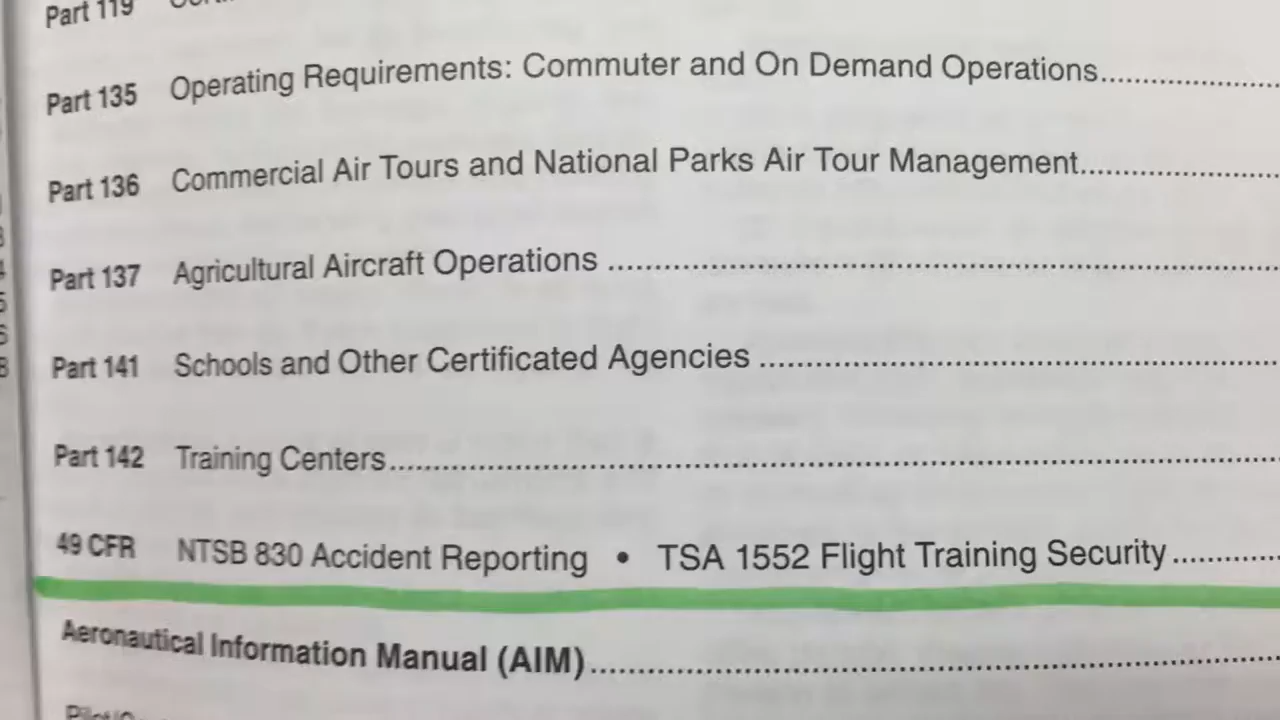 Part 119
Part 135 Operating Requirements: Commuter and On Demand Operations
Part 136 Commercial Air Tours and National Parks Air Tour Management
Part 137 Agricultural Aircraft Operations
Part 141 Schools and Other Certificated Agencies
Part 142 Training Centers
49 CFR NTSB 830 Accident Reporting • TSA 1552 Flight Training Security
Aeronautical Information Manual (AIM)